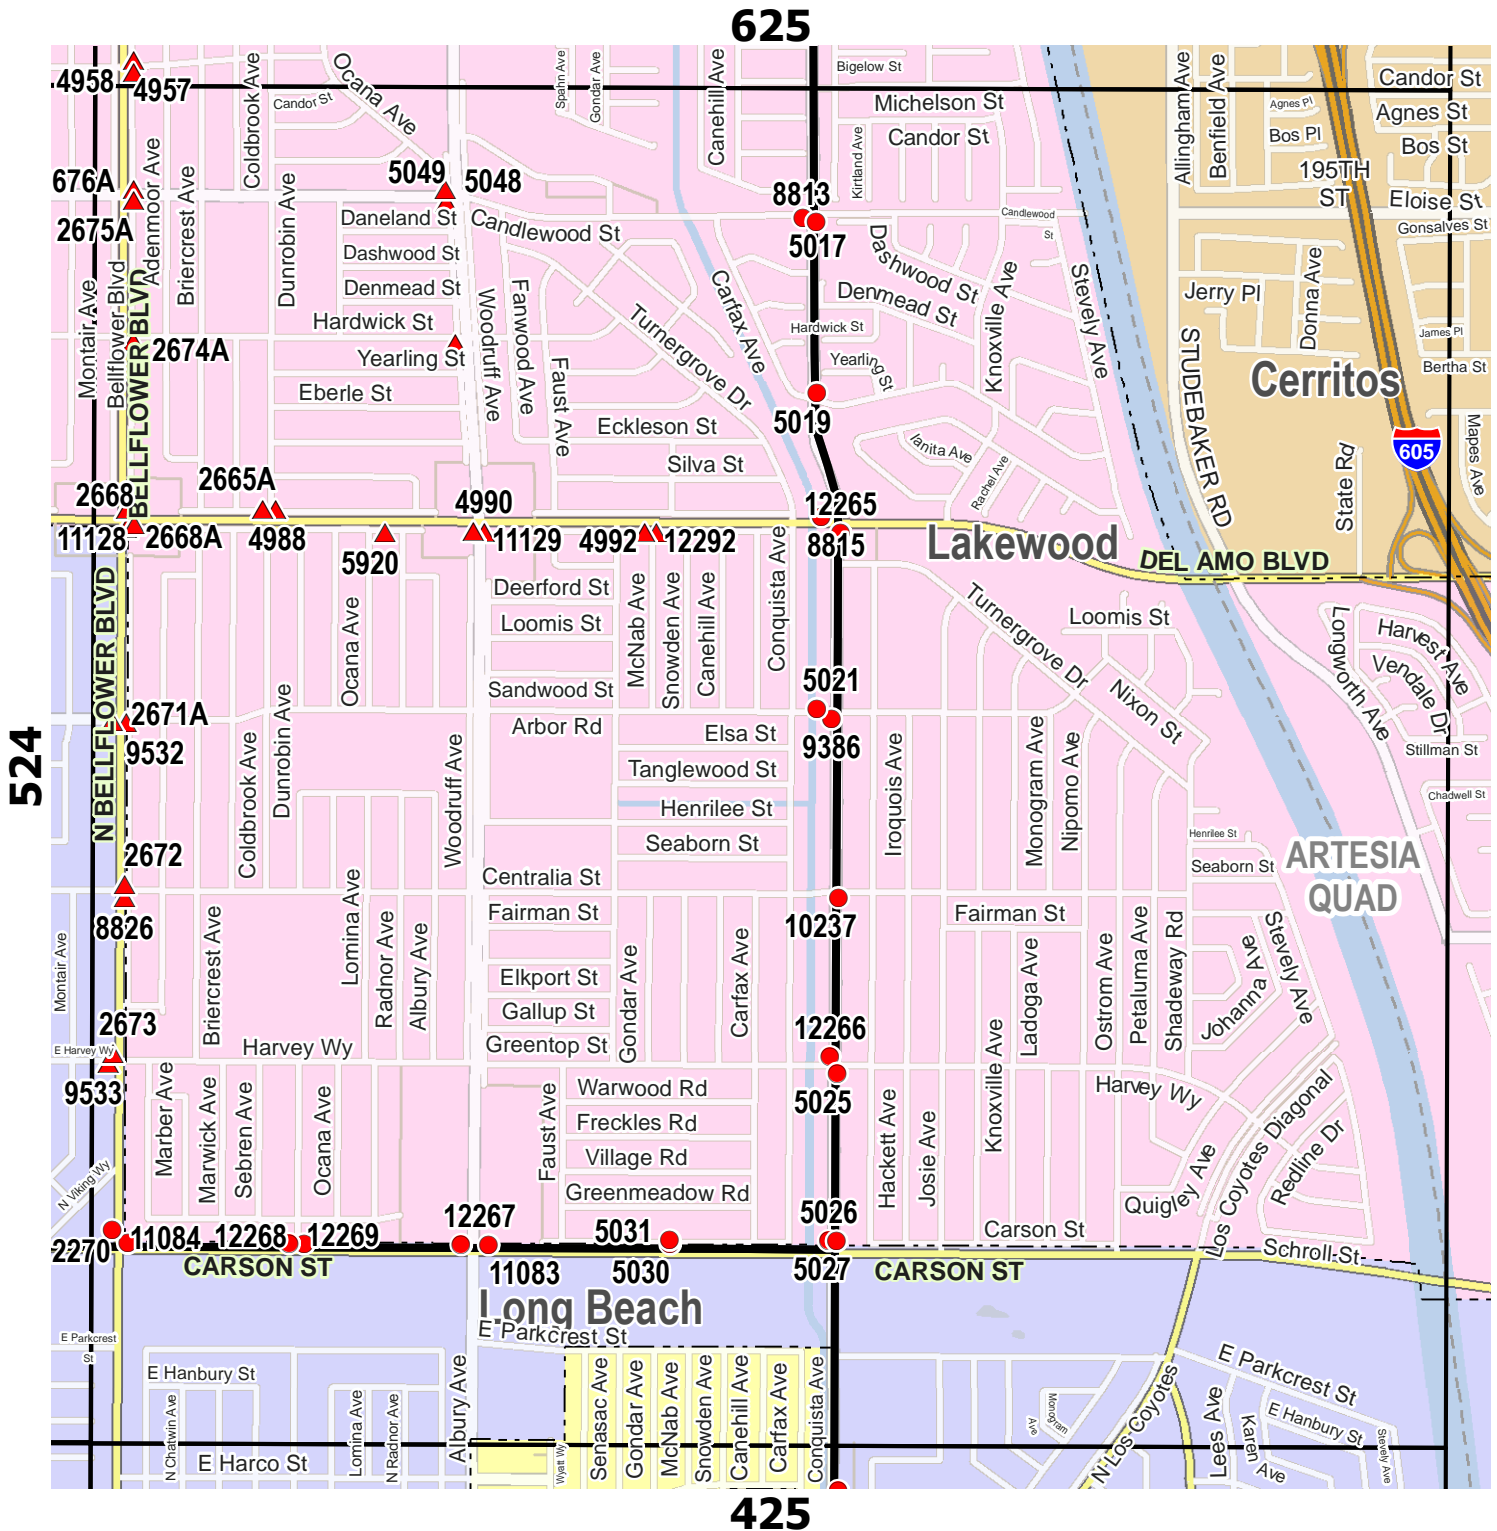 625
4958
4957
Coldbrook Ave
Candor St
Ocana Ave
Spahn Ave
Gondar Ave
Canehill Ave
Bigelow St
Michelson St
Candor St
Kirtland Ave
Allingham Ave
Benfield Ave
Agnes Pl
Bos Pl
Candor St
Agnes St
Bos St
195TH
ST
Eloise St
Gonsalves St
676A
2675A
Adenmoor Ave
Briercrest Ave
Dunrobin Ave
5049
5048
Daneland St
Candlewood St
8813
5017
Candlewood
St
Dashwood St
Dashwood St
Denmead St
Denmead St
Hardwick St
Hardwick St
Yearling St
Yearling St
Montair Ave
Bellflower Blvd
BELLFLOWER BLVD
2674A
Woodruff Ave
Fanwood Ave
Faust Ave
Turnergrove Dr
Carfax Ave
Knoxville Ave
Stevely Ave
STUDEBAKER RD
Jerry Pl
Donna Ave
James Pl
Bertha St
Cerritos
605
Mapes Ave
State Rd
Eberle St
5019
Eckleson St
Silva St
Ianita Ave
Rachel Ave
2668
2665A
4990
12265
11128
2668A
4988
5920
11129
4992
12292
8815
Lakewood
DEL AMO BLVD
N BELLFLOWER BLVD
Ocana Ave
Deerford St
Loomis St
McNab Ave
Snowden Ave
Canehill Ave
Conquista Ave
Turnergrove Dr
Loomis St
Longworth Ave
Harvest Ave
Vendale Dr
Stillman St
Chadwell St
Sandwood St
5021
Nixon St
524
2671A
9532
Dunrobin Ave
Coldbrook Ave
Woodruff Ave
Arbor Rd
Elsa St
9386
Tanglewood St
Henrilee St
Seaborn St
Iroquois Ave
Monogram Ave
Nipomo Ave
Henrilee St
Seaborn St
ARTESIA
QUAD
2672
8826
Centralia St
Fairman St
10237
Fairman St
Montair Ave
Briercrest Ave
Lomina Ave
Radnor Ave
Albury Ave
Elkport St
Gallup St
Greentop St
Gondar Ave
Carfax Ave
Ladoga Ave
Ostrom Ave
Petaluma Ave
Shadeway Rd
Johanna Ave
Stevely Ave
2673
E Harvey Wy
9533
Harvey Wy
12266
5025
Harvey Wy
Knoxville Ave
Marber Ave
Marwick Ave
Sebren Ave
Ocana Ave
Faust Ave
Warwood Rd
Freckles Rd
Village Rd
Greenmeadow Rd
Hackett Ave
Josie Ave
Quigley Ave
Los Coyotes Diagonal
Redline Dr
N Viking Wy
2270
11084
12268
12269
12267
11083
5031
5030
5026
5027
Carson St
Schroll St
CARSON ST
CARSON ST
Long Beach
E Parkcrest St
E Parkcrest
St
E Hanbury St
N Chatwin Ave
E Harco St
Lomina Ave
N Radnor Ave
Albury Ave
Wyatt Wy
Senasac Ave
Gondar Ave
McNab Ave
Snowden Ave
Canehill Ave
Carfax Ave
Conquista Ave
Monogram
Ave
N Los Coyotes
E Parkcrest St
E Hanbury St
Lees Ave
Karen Ave
Stevely Ave
425